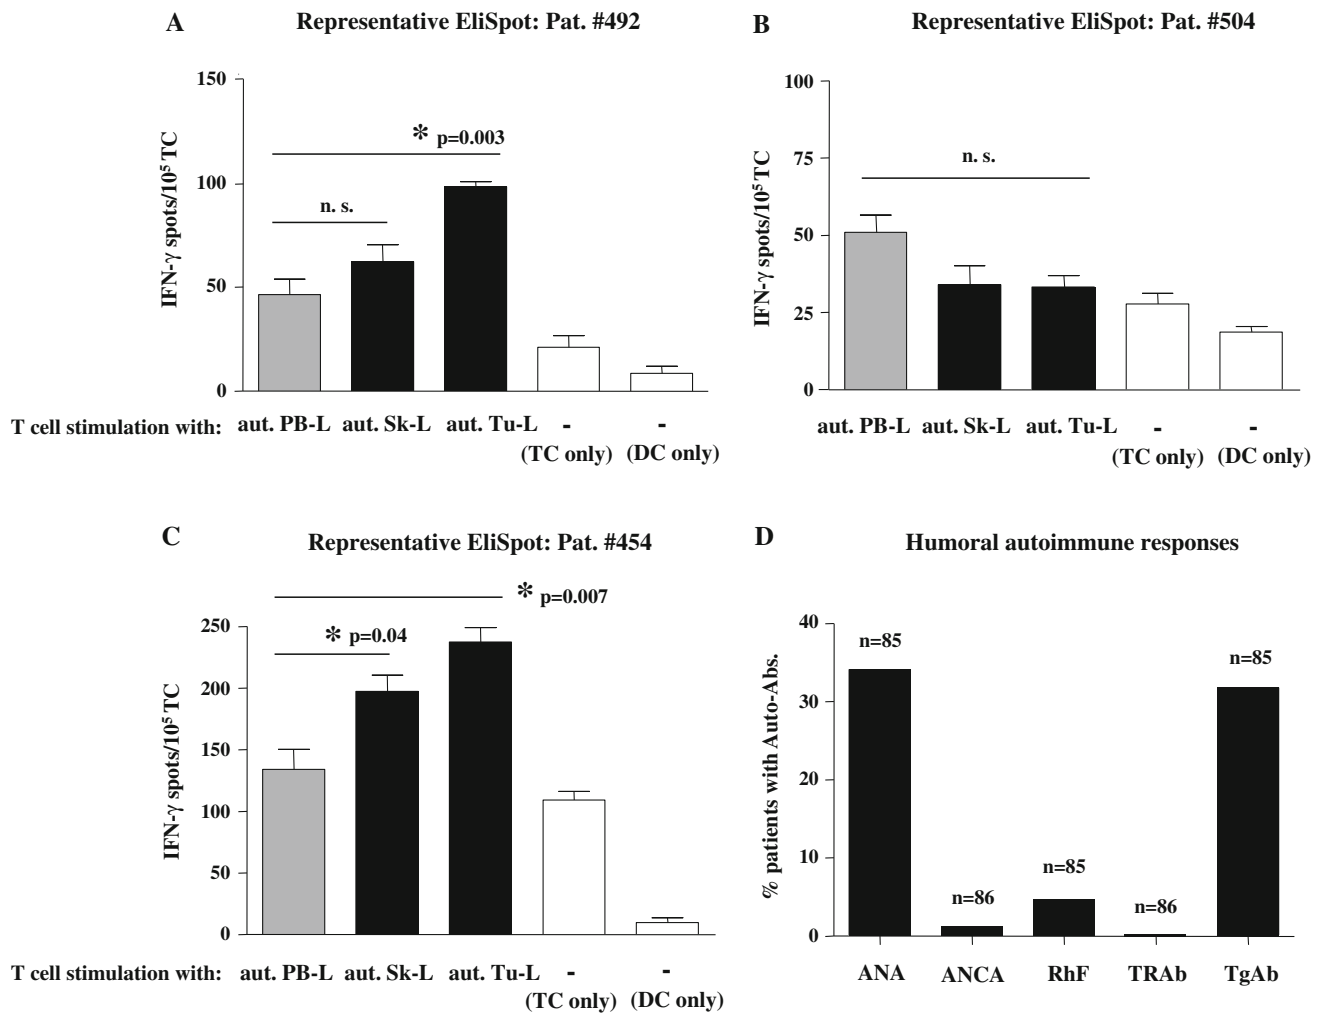 A Representative EliSpot: Pat. #492
150
100
50
0
IFN-γ spots/10⁵ TC
* p=0.003
n. s.
T cell stimulation with: aut. PB-L aut. Sk-L aut. Tu-L - -
(TC only) (DC only)
B Representative EliSpot: Pat. #504
100
75
50
25
0
IFN-γ spots/10⁵ TC
n. s.
aut. PB-L aut. Sk-L aut. Tu-L - -
(TC only) (DC only)
C Representative EliSpot: Pat. #454
* p=0.007
250
200
150
100
50
0
IFN-γ spots/10⁵ TC
* p=0.04
T cell stimulation with: aut. PB-L aut. Sk-L aut. Tu-L - -
(TC only) (DC only)
D Humoral autoimmune responses
40
30
20
10
0
% patients with Auto-Abs.
n=85
n=86
n=85
n=86
n=85
ANA ANCA RhF TRAb TgAb